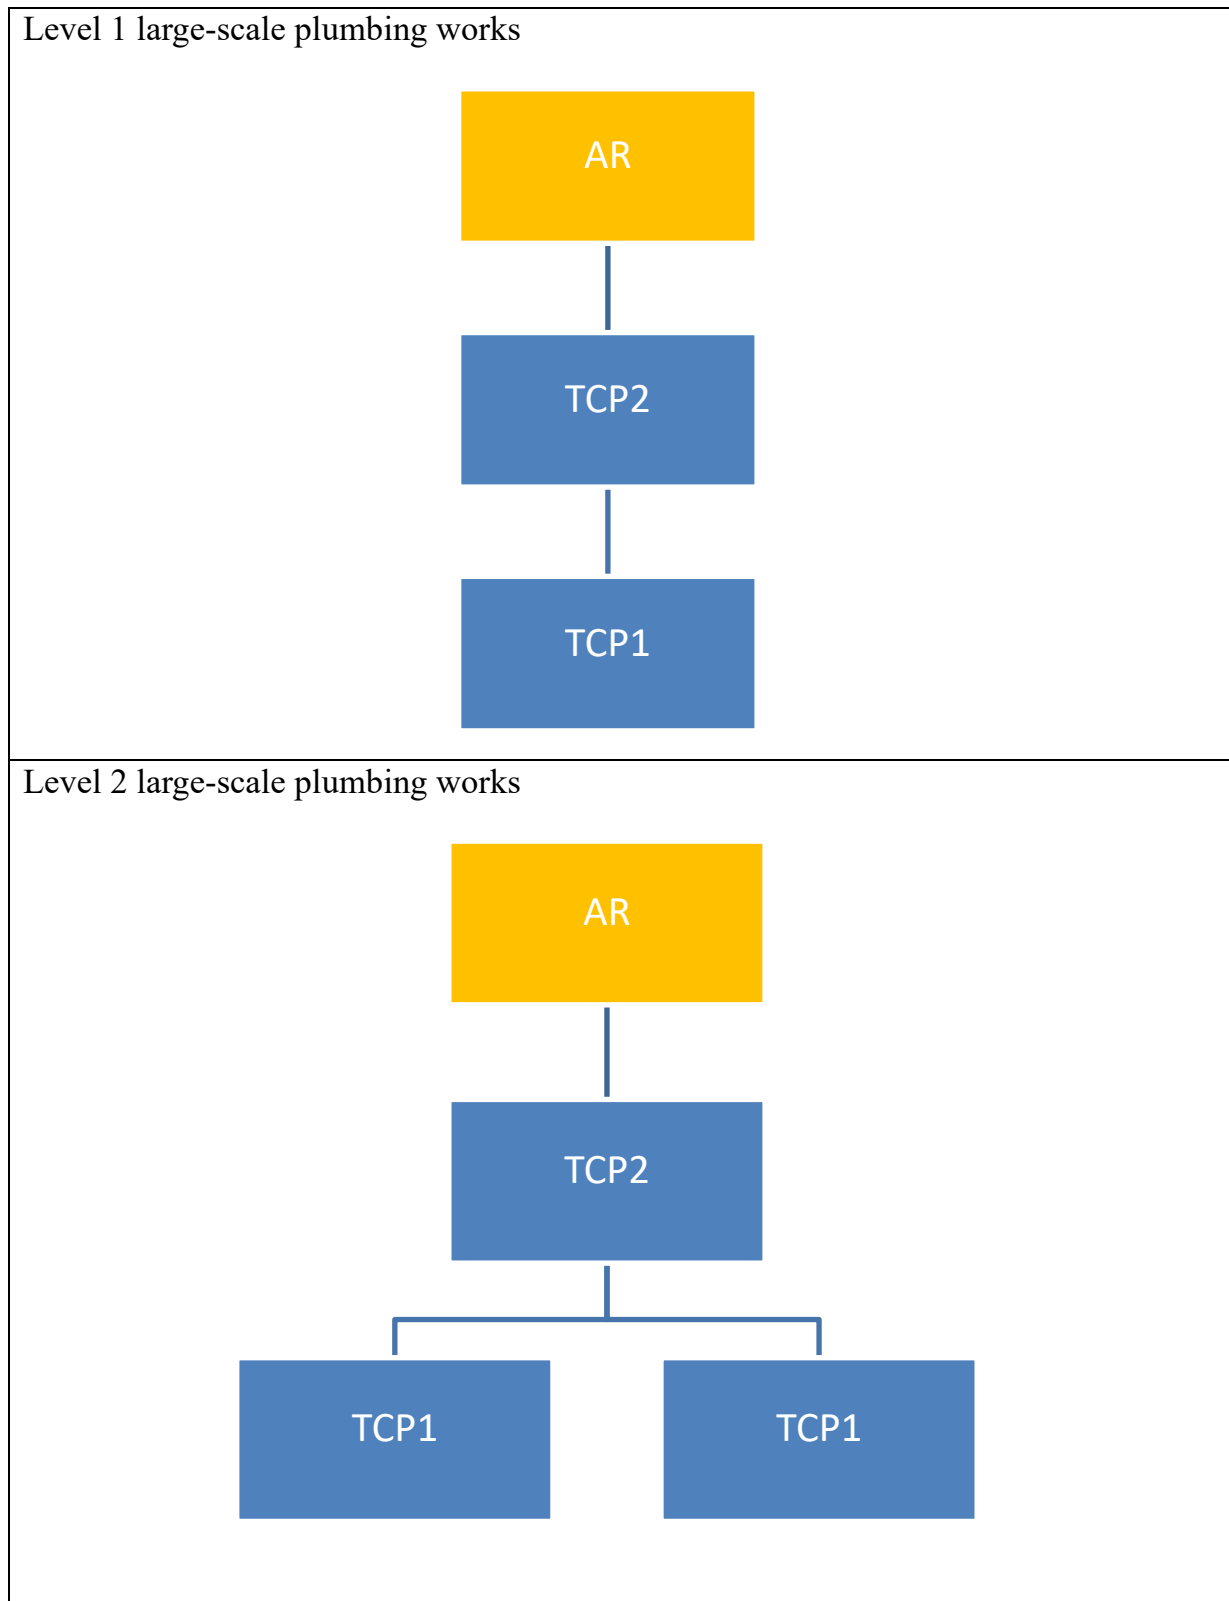 Level 1 large-scale plumbing works
AR
TCP2
TCP1
Level 2 large-scale plumbing works
AR
TCP2
TCP1 TCP1